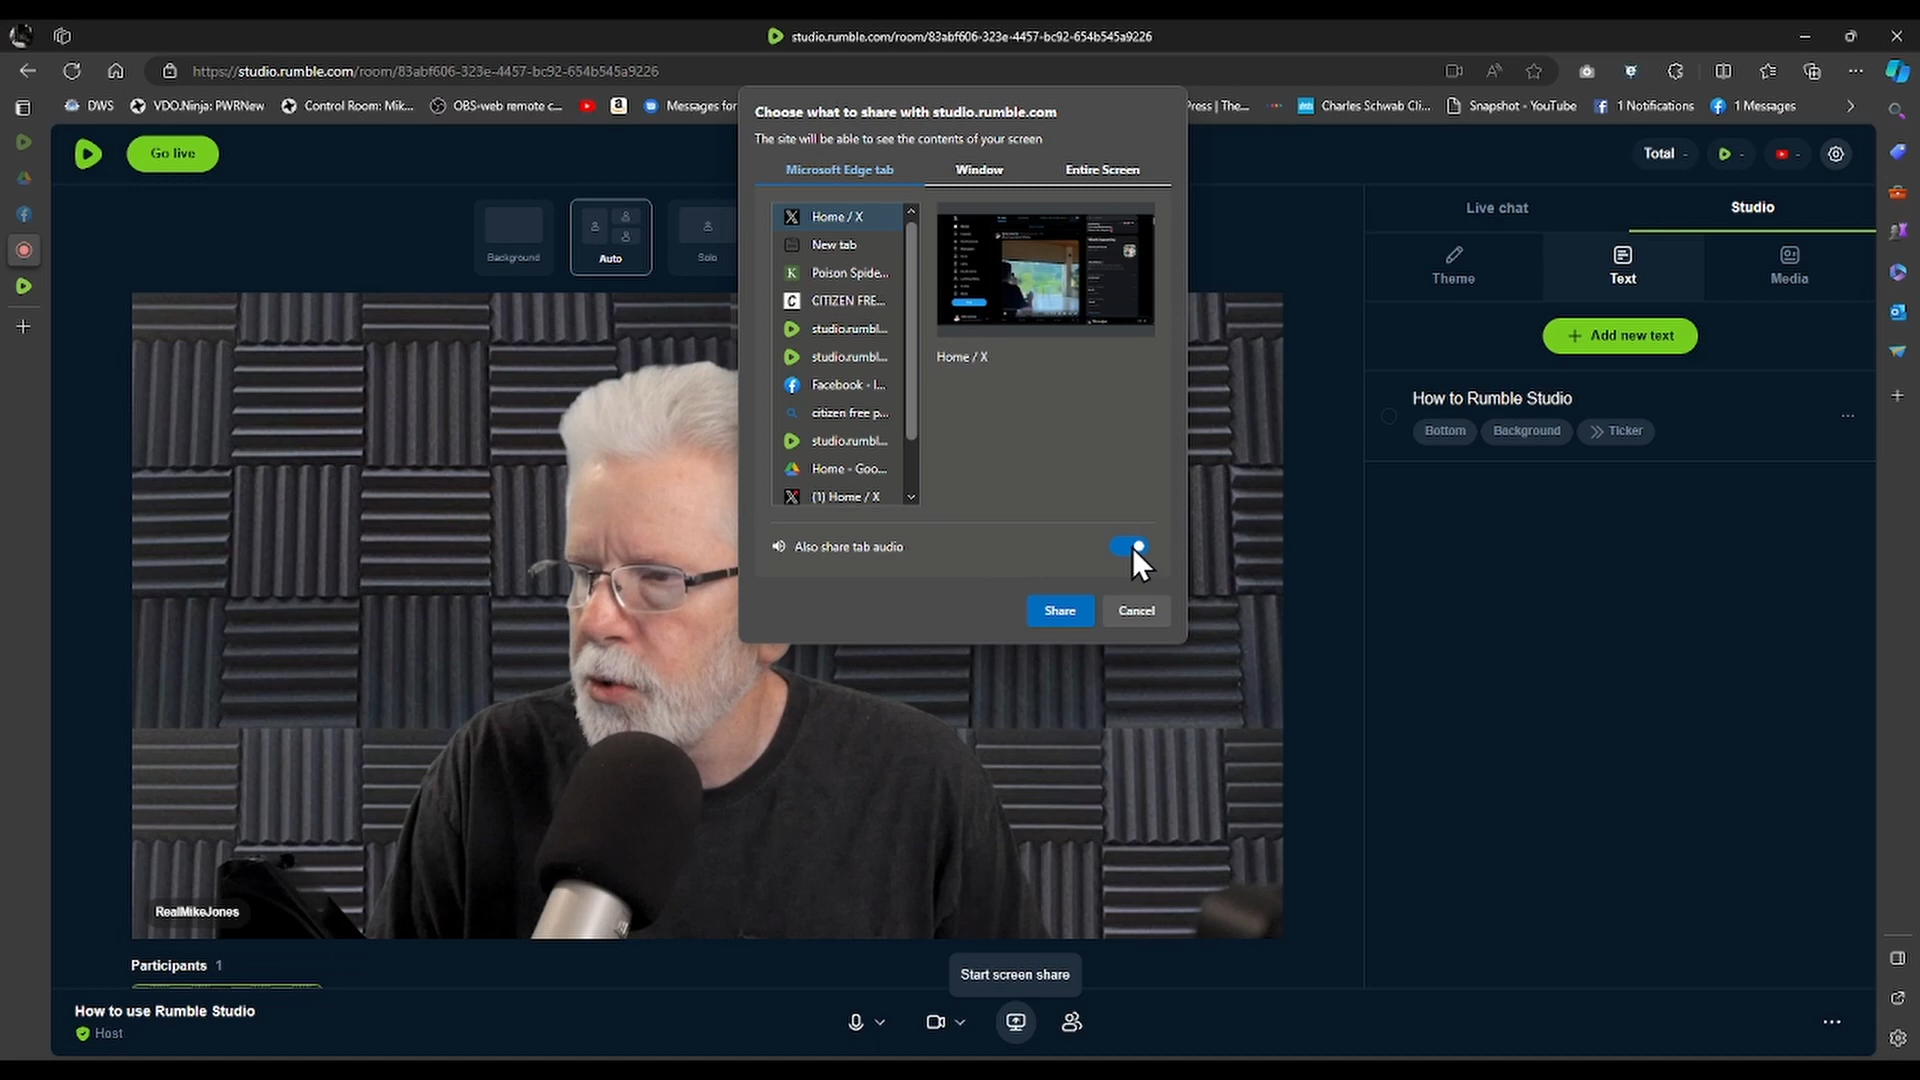 studio.rumble.com/room/83abf606-323e-4457-bc92-654b545a9226
https://studio.rumble.com/room/83abf606-323e-4457-bc92-654b545a9226
DWS VDO.Ninja: PWRNew Control Room: Mik... OBS-web remote c... Messages for ress | The... Charles Schwab Cli... Snapshot - YouTube 1 Notifications 1 Messages
Go live
Total -
Choose what to share with studio.rumble.com
The site will be able to see the contents of your screen
Microsoft Edge tab Window Entire Screen
Home / X
New tab
Poison Spide...
CITIZEN FRE...
studio.rumbl...
studio.rumbl...
Facebook - I...
citizen free p...
studio.rumbl...
Home - Goo...
(1) Home / X
Home / X
Also share tab audio
Share Cancel
Background Auto Solo
Live chat Studio
Theme Text Media
+ Add new text
How to Rumble Studio
Bottom Background Ticker
RealMikeJones
Participants 1
Start screen share
How to use Rumble Studio
Host